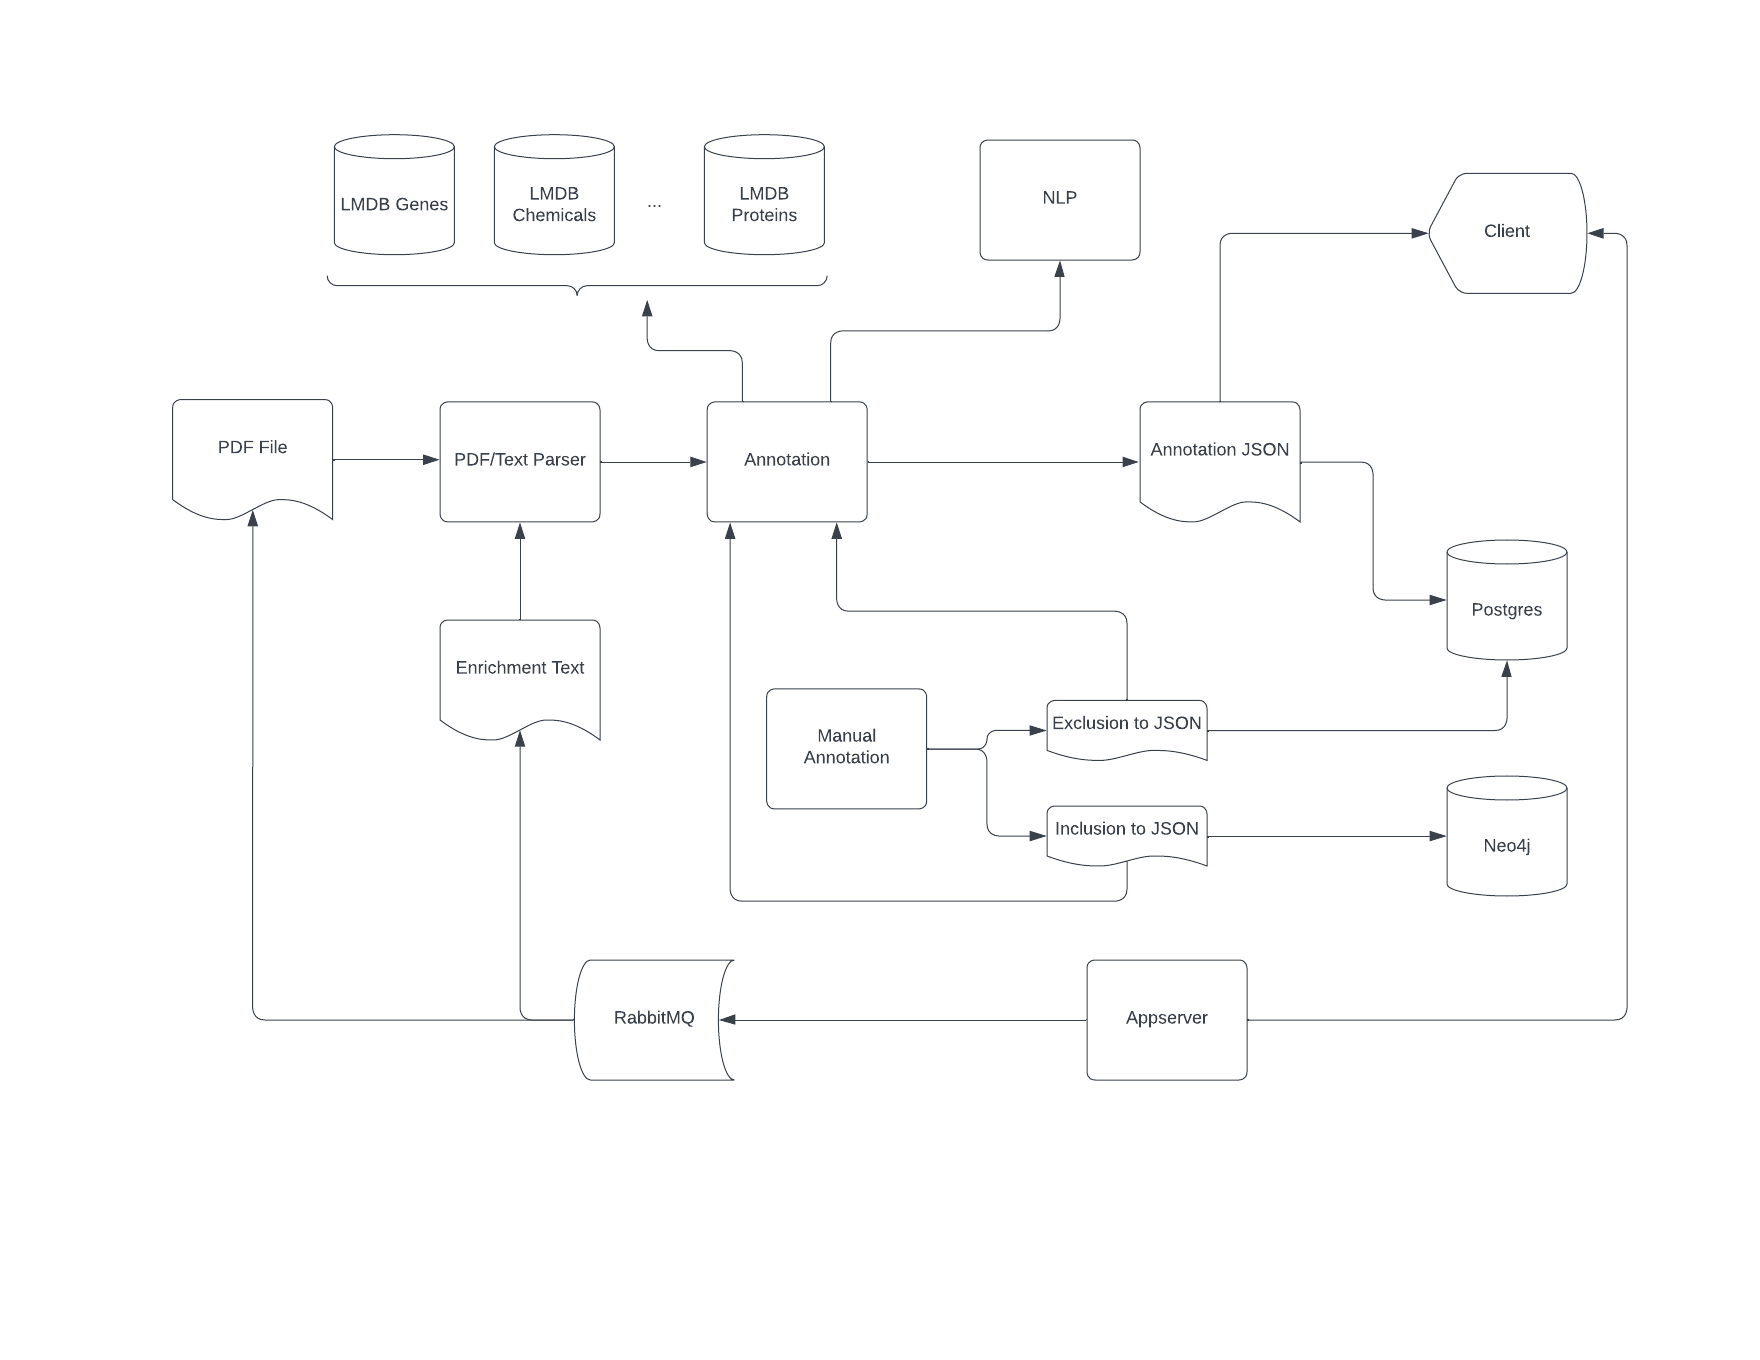 LMDB Genes
LMDB
Chemicals
...
LMDB
Proteins
NLP
Client
PDF File
PDF/Text Parser
Annotation
Annotation JSON
Postgres
Enrichment Text
Manual
Annotation
Exclusion to JSON
Inclusion to JSON
Neo4j
RabbitMQ
Appserver